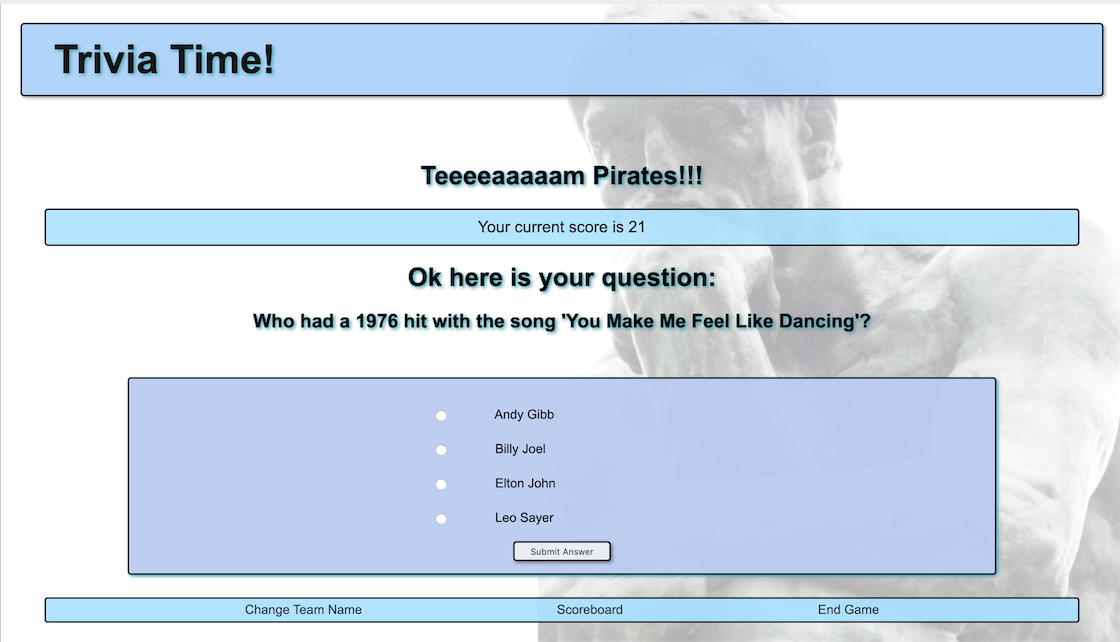 Trivia Time!
Teeeeaaaaam Pirates!!!
Your current score is 21
Ok here is your question:
Who had a 1976 hit with the song 'You Make Me Feel Like Dancing'?
Andy Gibb
Billy Joel
Elton John
Leo Sayer
Submit Answer
Change Team Name Scoreboard End Game